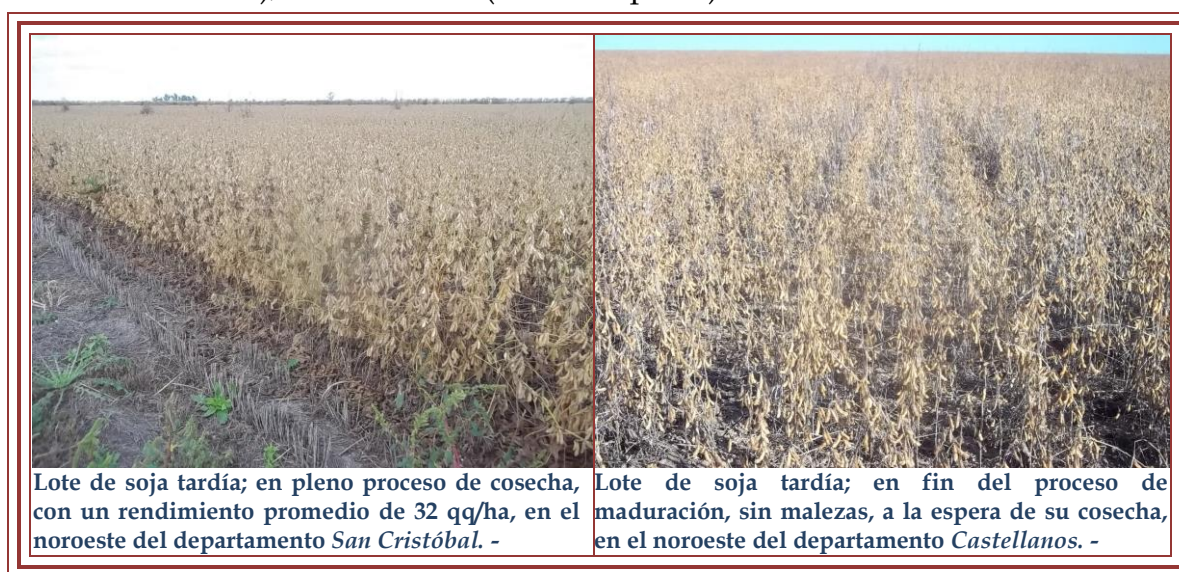 Lote de soja tardía; en pleno proceso de cosecha,
con un rendimiento promedio de 32 qq/ha, en el
noroeste del departamento San Cristóbal. -
Lote de soja tardía; en fin del proceso de
maduración, sin malezas, a la espera de su cosecha,
en el noroeste del departamento Castellanos. -